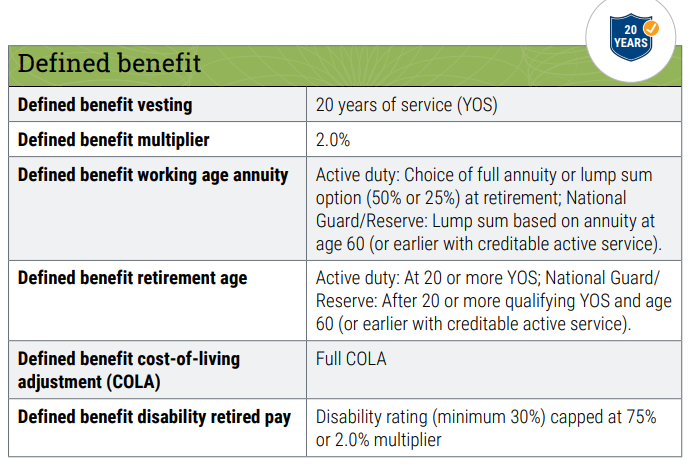 20
YEARS
Defined benefit
Defined benefit vesting
20 years of service (YOS)
Defined benefit multiplier
2.0%
Defined benefit working age annuity
Active duty: Choice of full annuity or lump sum
option (50% or 25%) at retirement; National
Guard/Reserve: Lump sum based on annuity at
age 60 (or earlier with creditable active service).
Defined benefit retirement age
Active duty: At 20 or more YOS; National Guard/
Reserve: After 20 or more qualifying YOS and age
60 (or earlier with creditable active service).
Defined benefit cost-of-living
adjustment (COLA)
Full COLA
Defined benefit disability retired pay
Disability rating (minimum 30%) capped at 75%
or 2.0% multiplier